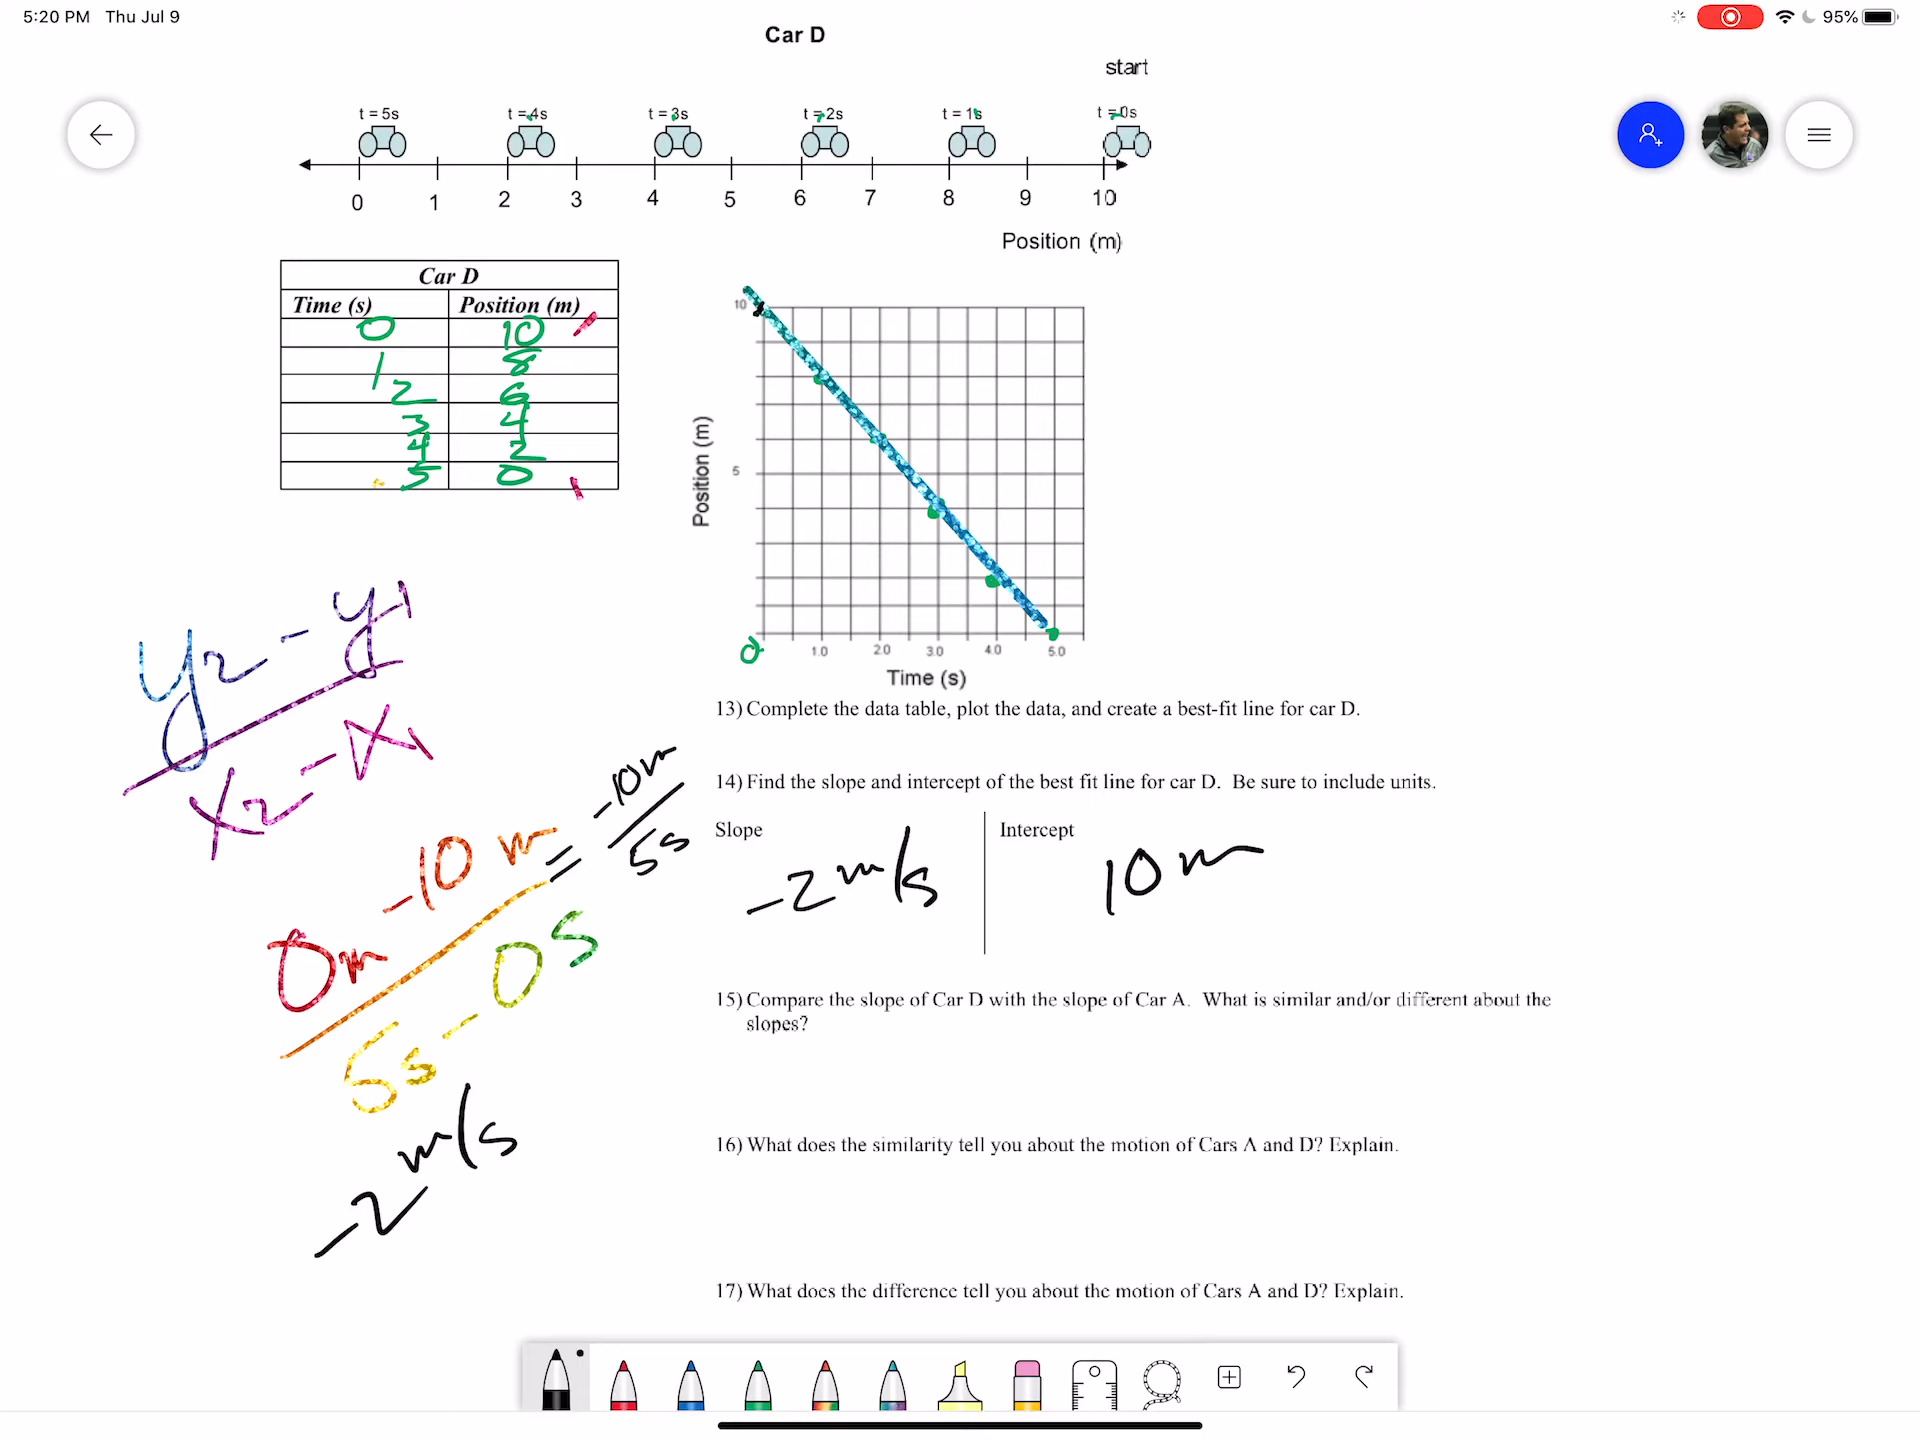 5:20 PM Thu Jul 9
95%
Car D
start
t = 5s t = 4s t = 3s t = 2s t = 1s t = 0s
0 1 2 3 4 5 6 7 8 9 10
Position (m)
Car D
Time (s) Position (m)
0 10
1 8
2 6
3 4
4 2
5 0
10
5
Position (m)
0
1.0 2.0 3.0 4.0 5.0
Time (s)
y2 - y1
x2 - x1
0m - 10 m = -10m
5s - 0s 5s
-2 m/s
13) Complete the data table, plot the data, and create a best-fit line for car D.
14) Find the slope and intercept of the best fit line for car D. Be sure to include units.
Slope Intercept
-2 m/s 10 m
15) Compare the slope of Car D with the slope of Car A. What is similar and/or different about the
slopes?
16) What does the similarity tell you about the motion of Cars A and D? Explain.
17) What does the difference tell you about the motion of Cars A and D? Explain.